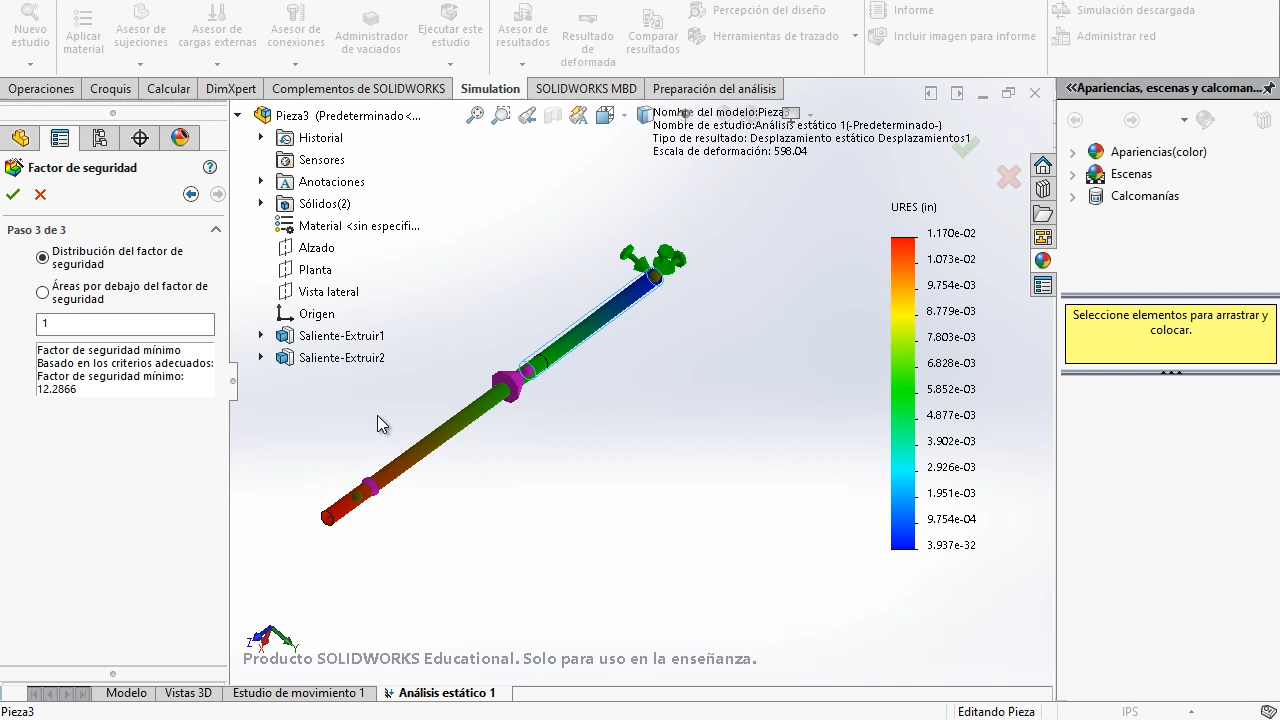 Nuevo
estudio
Aplicar
material
Asesor de
sujeciones
Asesor de
cargas externas
Asesor de
conexiones
Administrador
de vaciados
Ejecutar este
estudio
Asesor de
resultados
Resultado
de
deformada
Comparar
resultados
Percepción del diseño
Herramientas de trazado
Informe
Incluir imagen para informe
Simulación descargada
Administrar red
Operaciones
Croquis
Calcular
DimXpert
Complementos de SOLIDWORKS
Simulation
SOLIDWORKS MBD
Preparación del análisis
Apariencias, escenas y calcoman...
Factor de seguridad
Paso 3 de 3
Distribución del factor de
seguridad
Áreas por debajo del factor de
seguridad
1
Factor de seguridad mínimo
Basado en los criterios adecuados:
Factor de seguridad mínimo:
12.2866
Pieza3 (Predeterminado<...
Historial
Sensores
Anotaciones
Sólidos(2)
Material <sin especifi...
Alzado
Planta
Vista lateral
Origen
Saliente-Extruir1
Saliente-Extruir2
Nombre del modelo:Pieza3
Nombre de estudio:Análisis estático 1(-Predeterminado-)
Tipo de resultado: Desplazamiento estático Desplazamientos1
Escala de deformación: 598.04
URES (in)
1.170e-02
1.073e-02
9.754e-03
8.779e-03
7.803e-03
6.828e-03
5.852e-03
4.877e-03
3.902e-03
2.926e-03
1.951e-03
9.754e-04
3.937e-32
Apariencias(color)
Escenas
Calcomanías
Seleccione elementos para arrastrar y
colocar.
Z
X
Y
Producto SOLIDWORKS Educational. Solo para uso en la enseñanza.
Modelo
Vistas 3D
Estudio de movimiento 1
Análisis estático 1
Pieza3
Editando Pieza
IPS